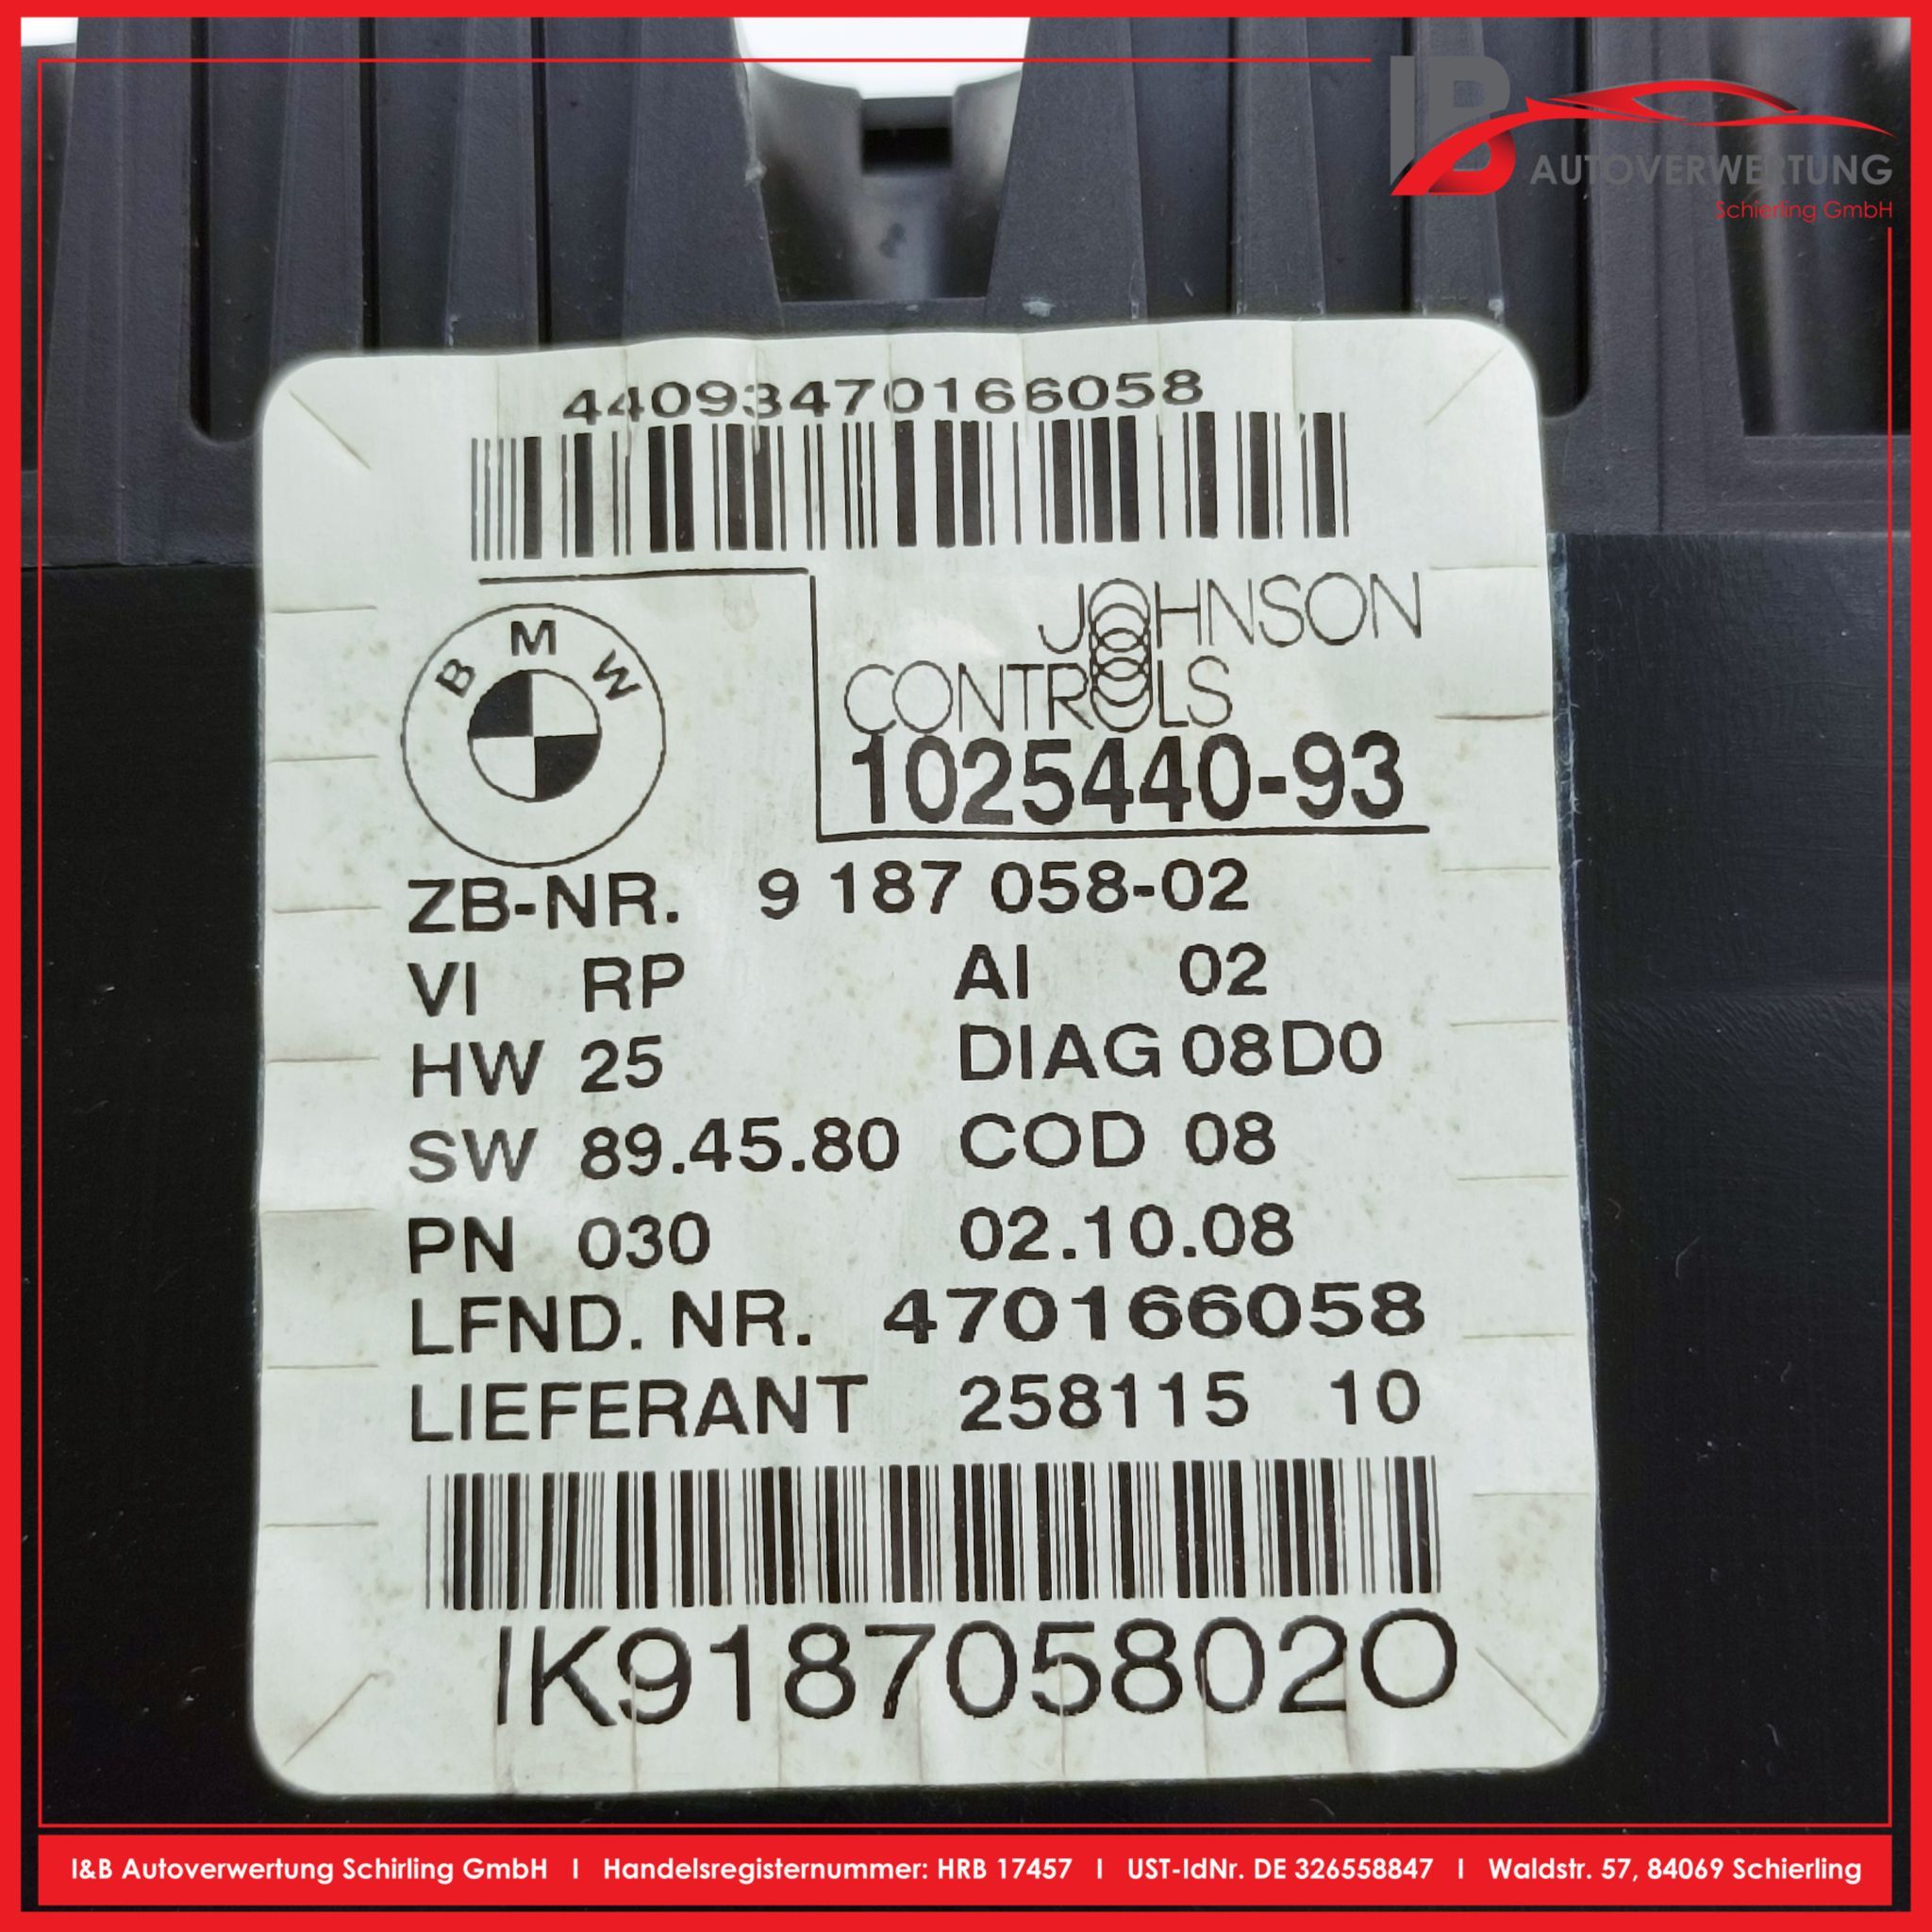 IB
AUTOVERWERTUNG
Schierling GmbH
44093470166058
BMW
JOHNSON
CONTROLS
1025440-93
ZB-NR. 9 187 058-02
VI RP AI 02
HW 25 DIAG 08D0
SW 89.45.80 COD 08
PN 030 02.10.08
LFND. NR. 470166058
LIEFERANT 258115 10
IK918705802O
I&B Autoverwertung Schirling GmbH I Handelsregisternummer: HRB 17457 I UST-IdNr. DE 326558847 I Waldstr. 57, 84069 Schierling